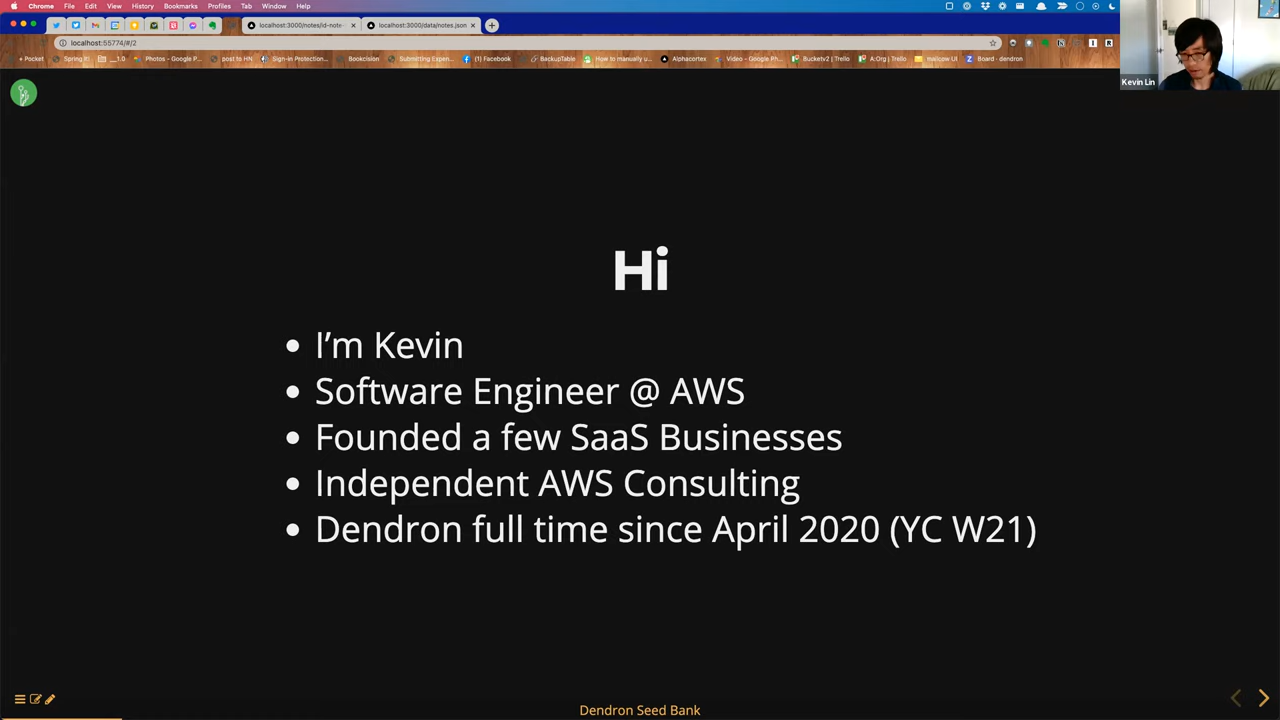 Chrome File Edit View History Bookmarks Profiles Tab Window Help
localhost:3000/notes/id-note localhost:3000/data/notes.json
localhost:55774/#/2
+ Pocket Spring It! __1.0 Photos - Google P... post to HN Sign-in Protection... Bookcision Submitting Expen... (1) Facebook BackupTable How to manually u... Alphacortex Video - Google Ph... Bucketv2 | Trello A:Org | Trello mailcow UI Board - dendron
Kevin Lin
Hi
I'm Kevin
Software Engineer @ AWS
Founded a few SaaS Businesses
Independent AWS Consulting
Dendron full time since April 2020 (YC W21)
Dendron Seed Bank